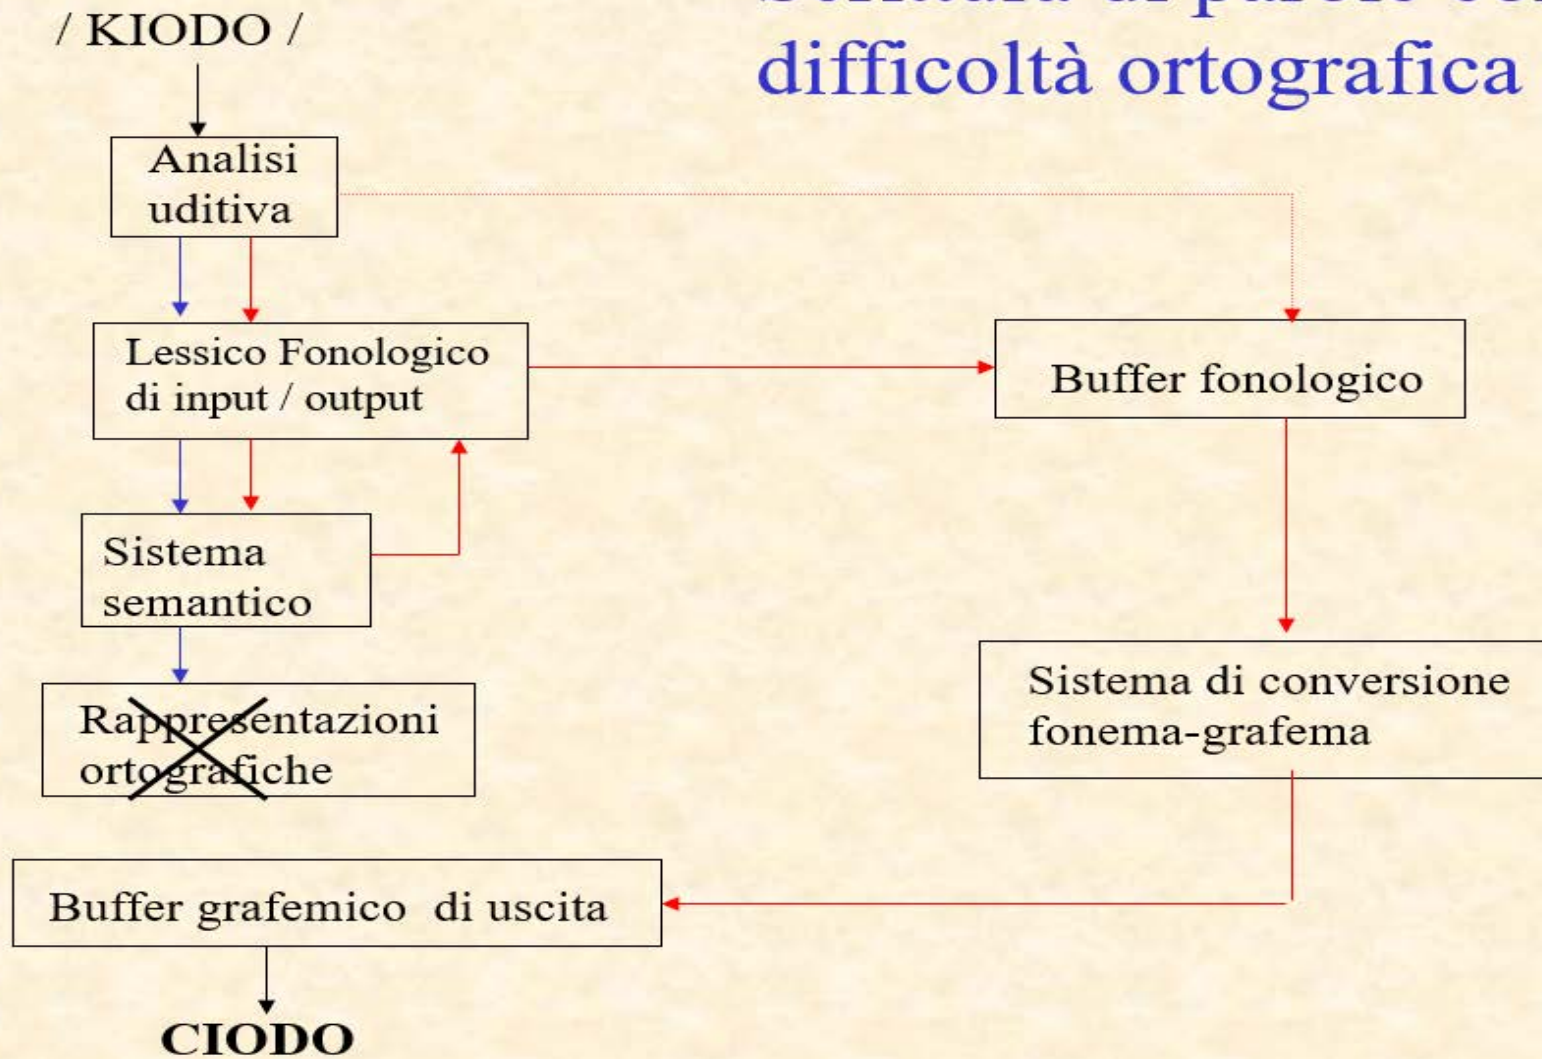 / KIODO /
difficoltà ortografica
Analisi
uditiva
Lessico Fonologico
di input / output
Buffer fonologico
Sistema
semantico
Sistema di conversione
fonema-grafema
Rappresentazioni
ortografiche
Buffer grafemico di uscita
CIODO